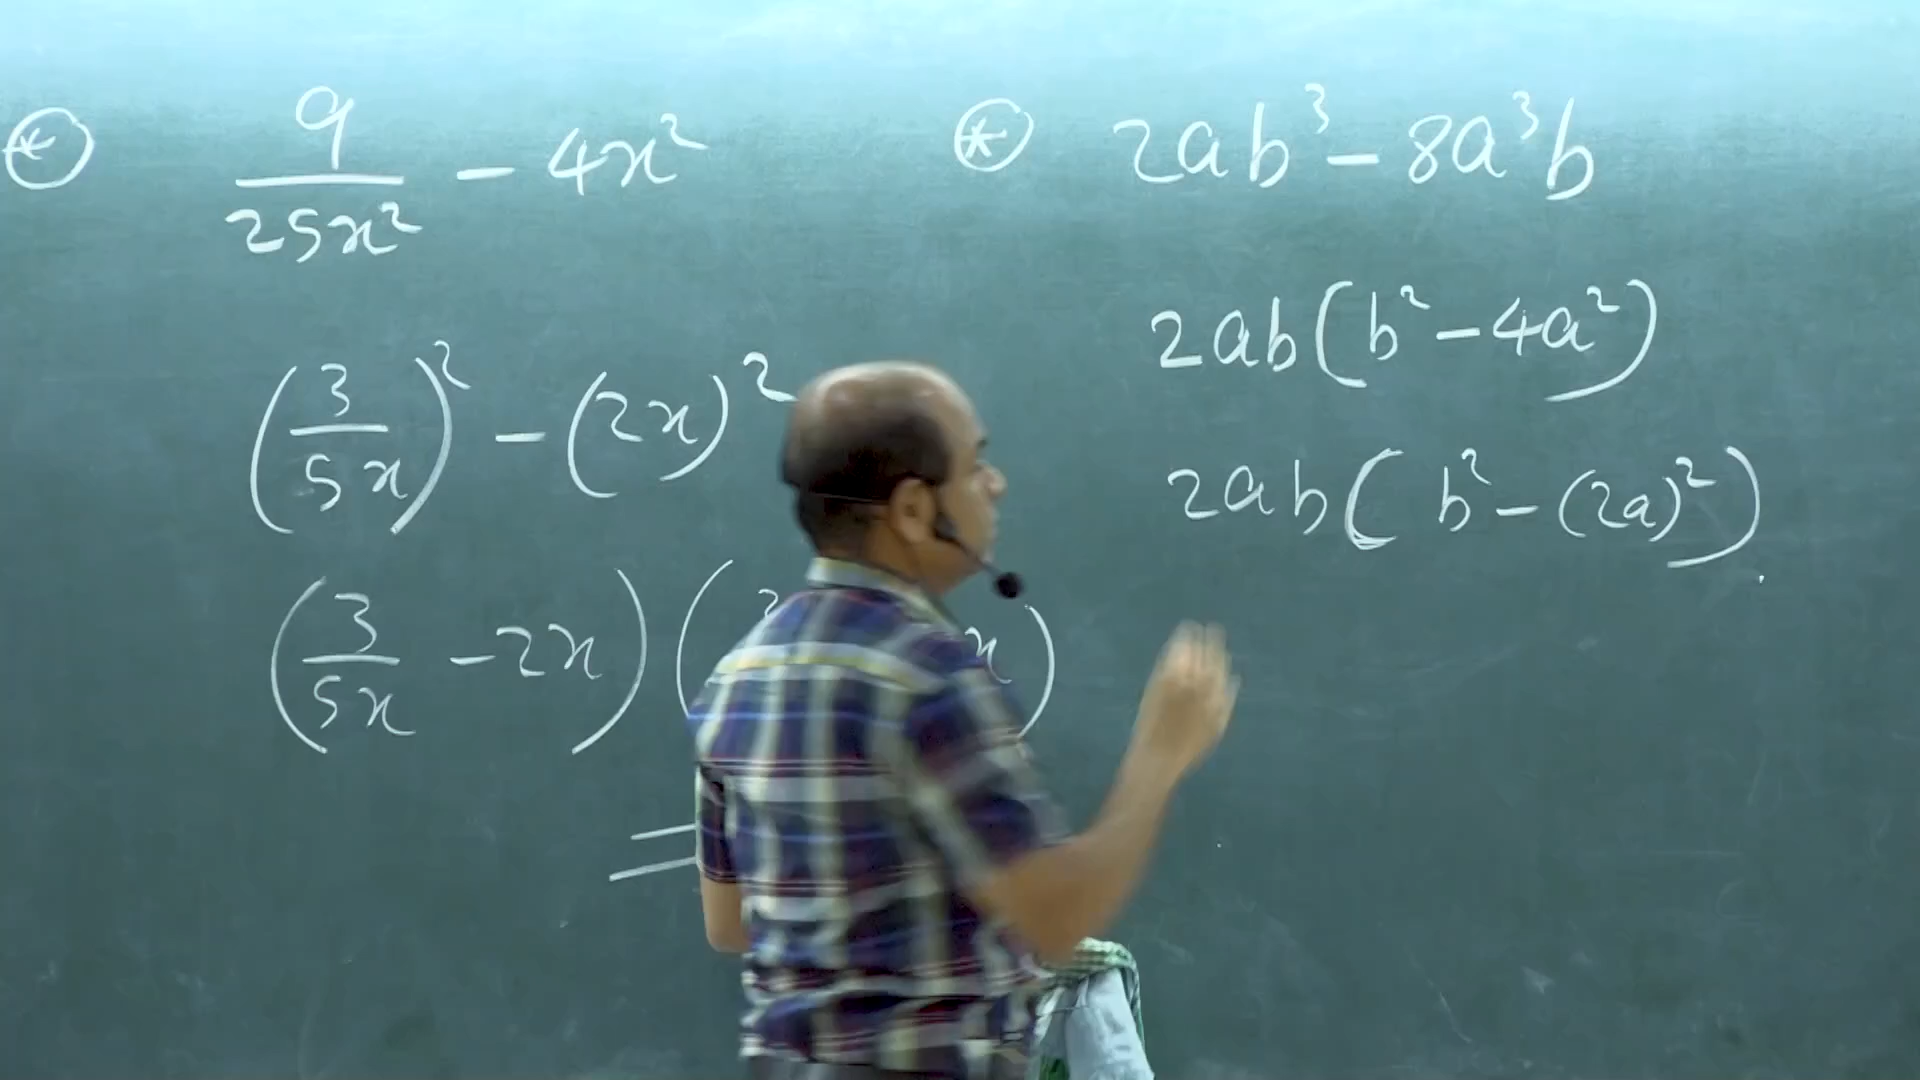 9/25x² - 4x²
(3/5x)² - (2x)²
(3/5x - 2x)(
x)
=
2ab³ - 8a³b
2ab(b² - 4a²)
2ab(b² - (2a)²)